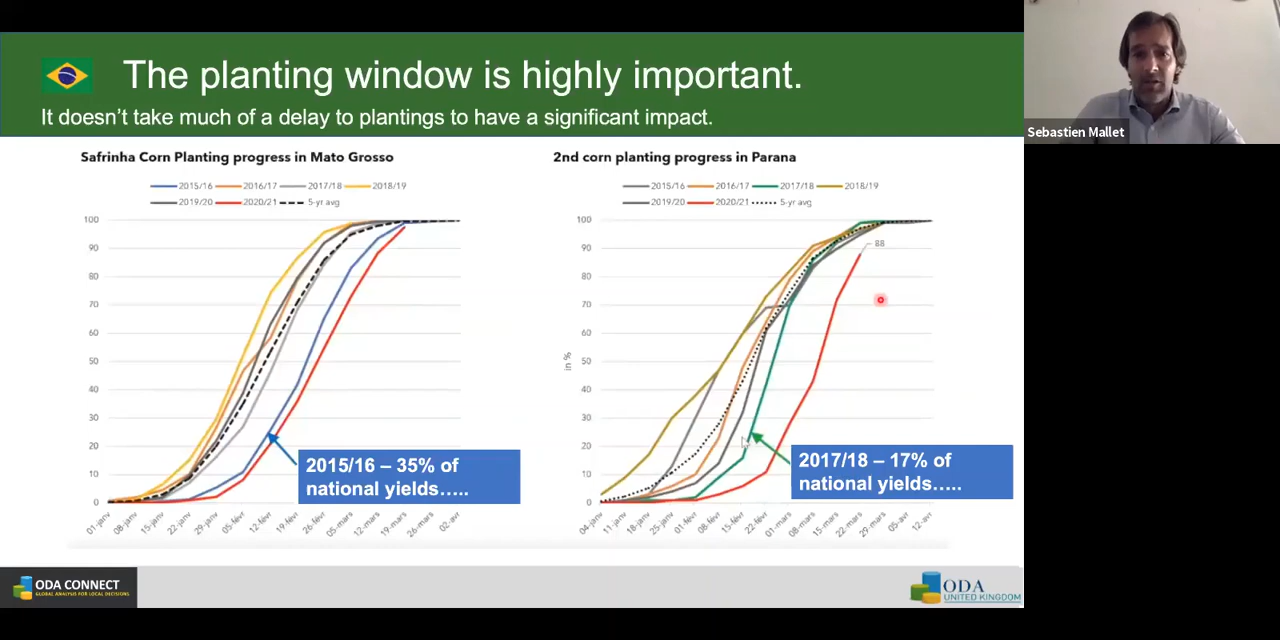 The planting window is highly important.
It doesn't take much of a delay to plantings to have a significant impact.
Sebastien Mallet
Safrinha Corn Planting progress in Mato Grosso
2015/16 2016/17 2017/18 2018/19
2019/20 2020/21 5-yr avg
100
90
80
70
60
50
40
30
20
10
0
01-janv 08-janv 15-janv 22-janv 29-janv 05-févr 12-févr 19-févr 26-févr 05-mars 12-mars 19-mars 26-mars 02-avr
2015/16 – 35% of
national yields.....
2nd corn planting progress in Parana
2015/16 2016/17 2017/18 2018/19
2019/20 2020/21 5-yr avg
in %
100
90
80
70
60
50
40
30
20
10
0
88
04-janv 11-janv 18-janv 25-janv 01-févr 08-févr 15-févr 22-févr 01-mars 08-mars 15-mars 22-mars 29-mars 05-avr 12-avr
2017/18 – 17% of
national yields.....
ODA CONNECT
GLOBAL ANALYSIS FOR LOCAL DECISIONS
ODA
UNITED KINGDOM